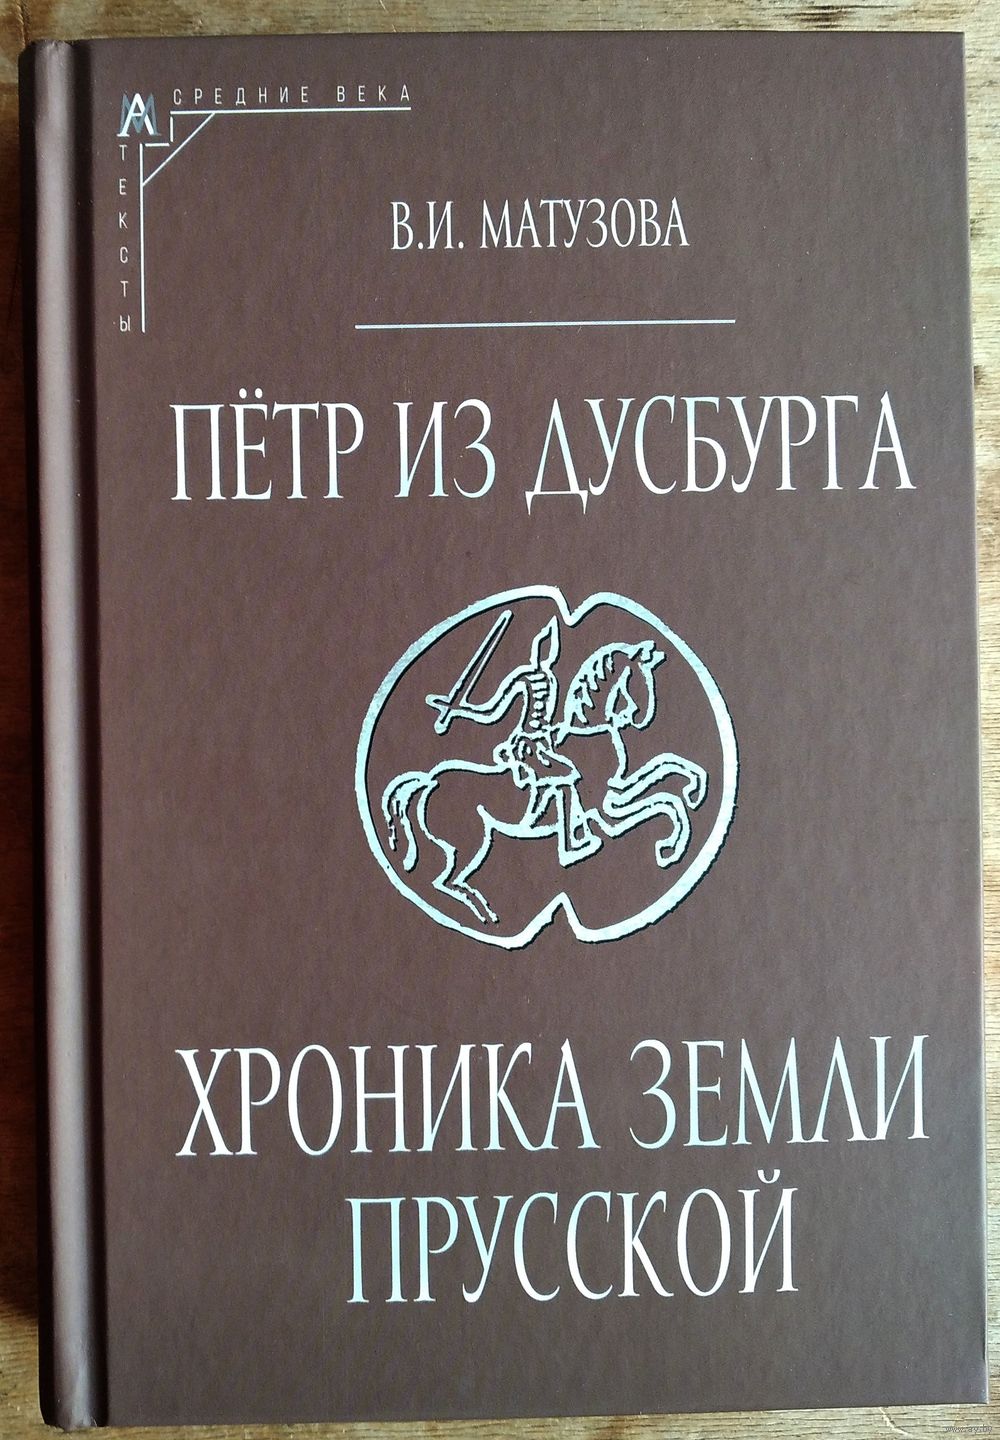 СРЕДНИЕ ВЕКА
ТЕКСТЫ
В.И. МАТУЗОВА
ПЁТР ИЗ ДУСБУРГА
ХРОНИКА ЗЕМЛИ
ПРУССКОЙ